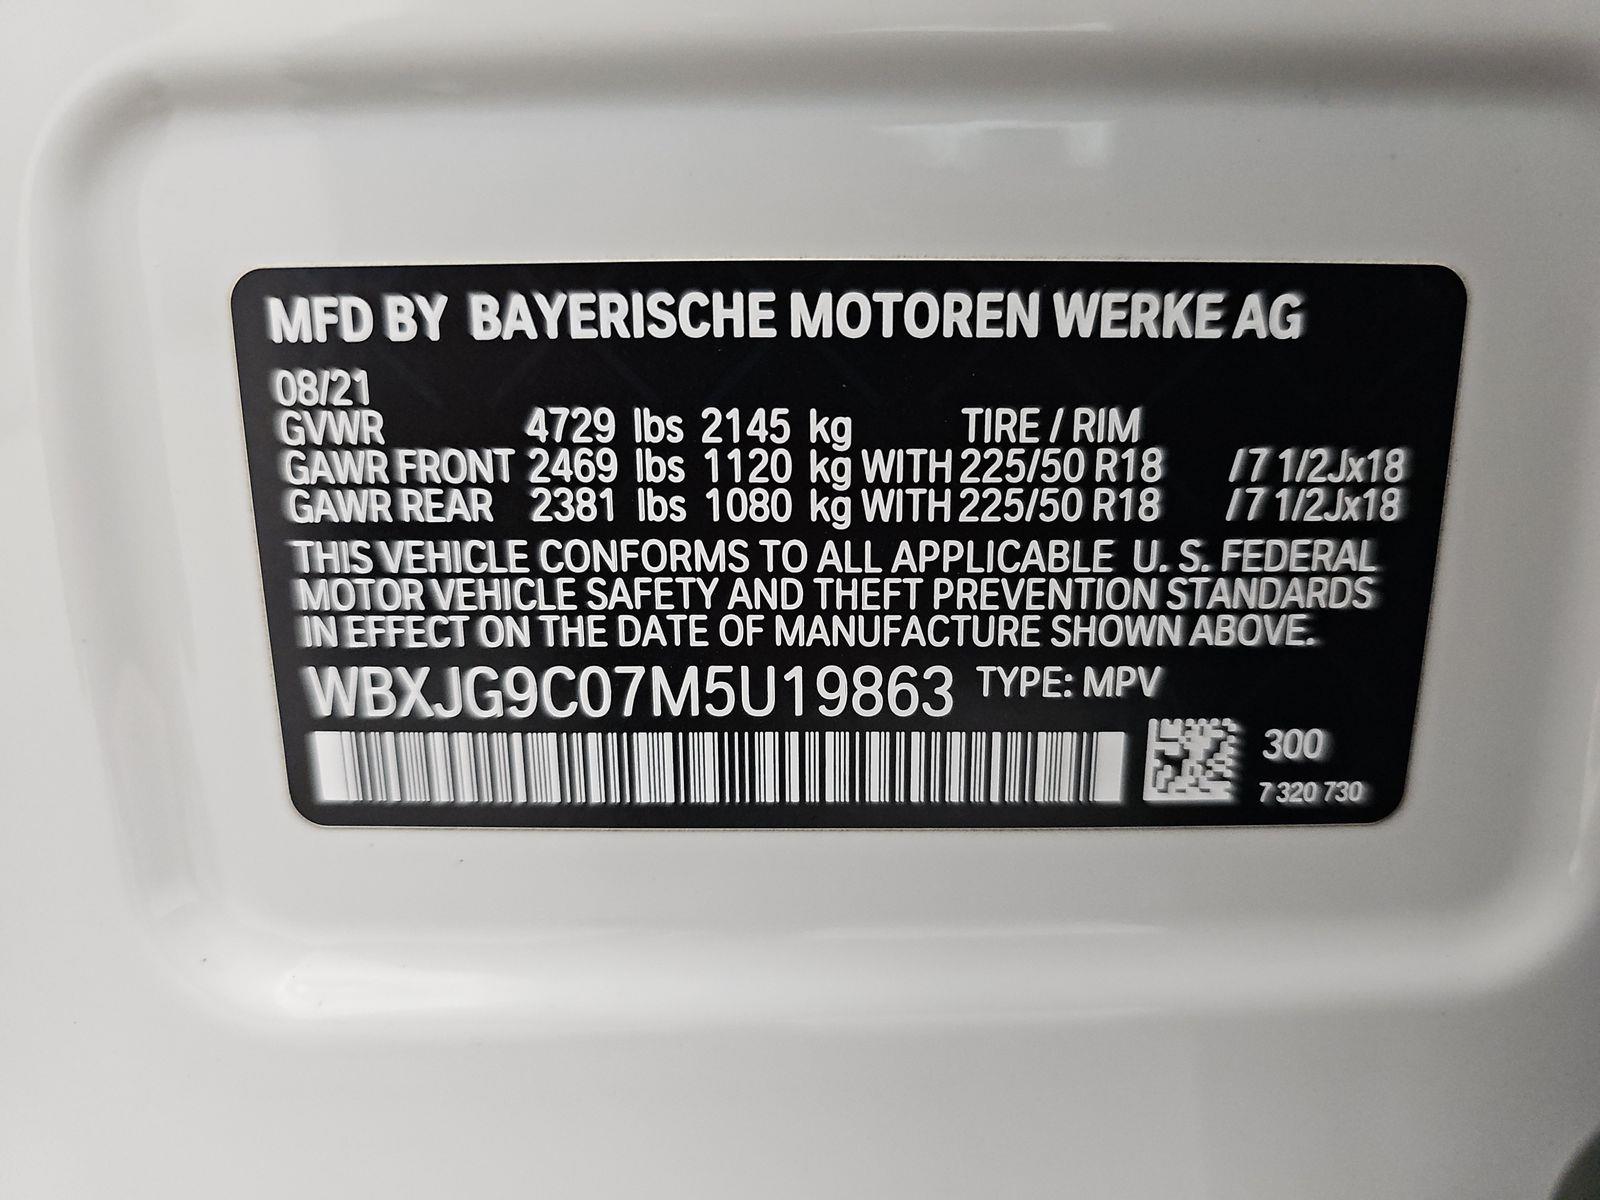 MFD BY BAYERISCHE MOTOREN WERKE AG
08/21
GVWR 4729 lbs 2145 kg TIRE / RIM
GAWR FRONT 2469 lbs 1120 kg WITH 225/50 R18 /7 1/2Jx18
GAWR REAR 2381 lbs 1080 kg WITH 225/50 R18 /7 1/2Jx18
THIS VEHICLE CONFORMS TO ALL APPLICABLE U. S. FEDERAL
MOTOR VEHICLE SAFETY AND THEFT PREVENTION STANDARDS
IN EFFECT ON THE DATE OF MANUFACTURE SHOWN ABOVE.
WBXJG9C07M5U19863 TYPE: MPV
300
7 320 730